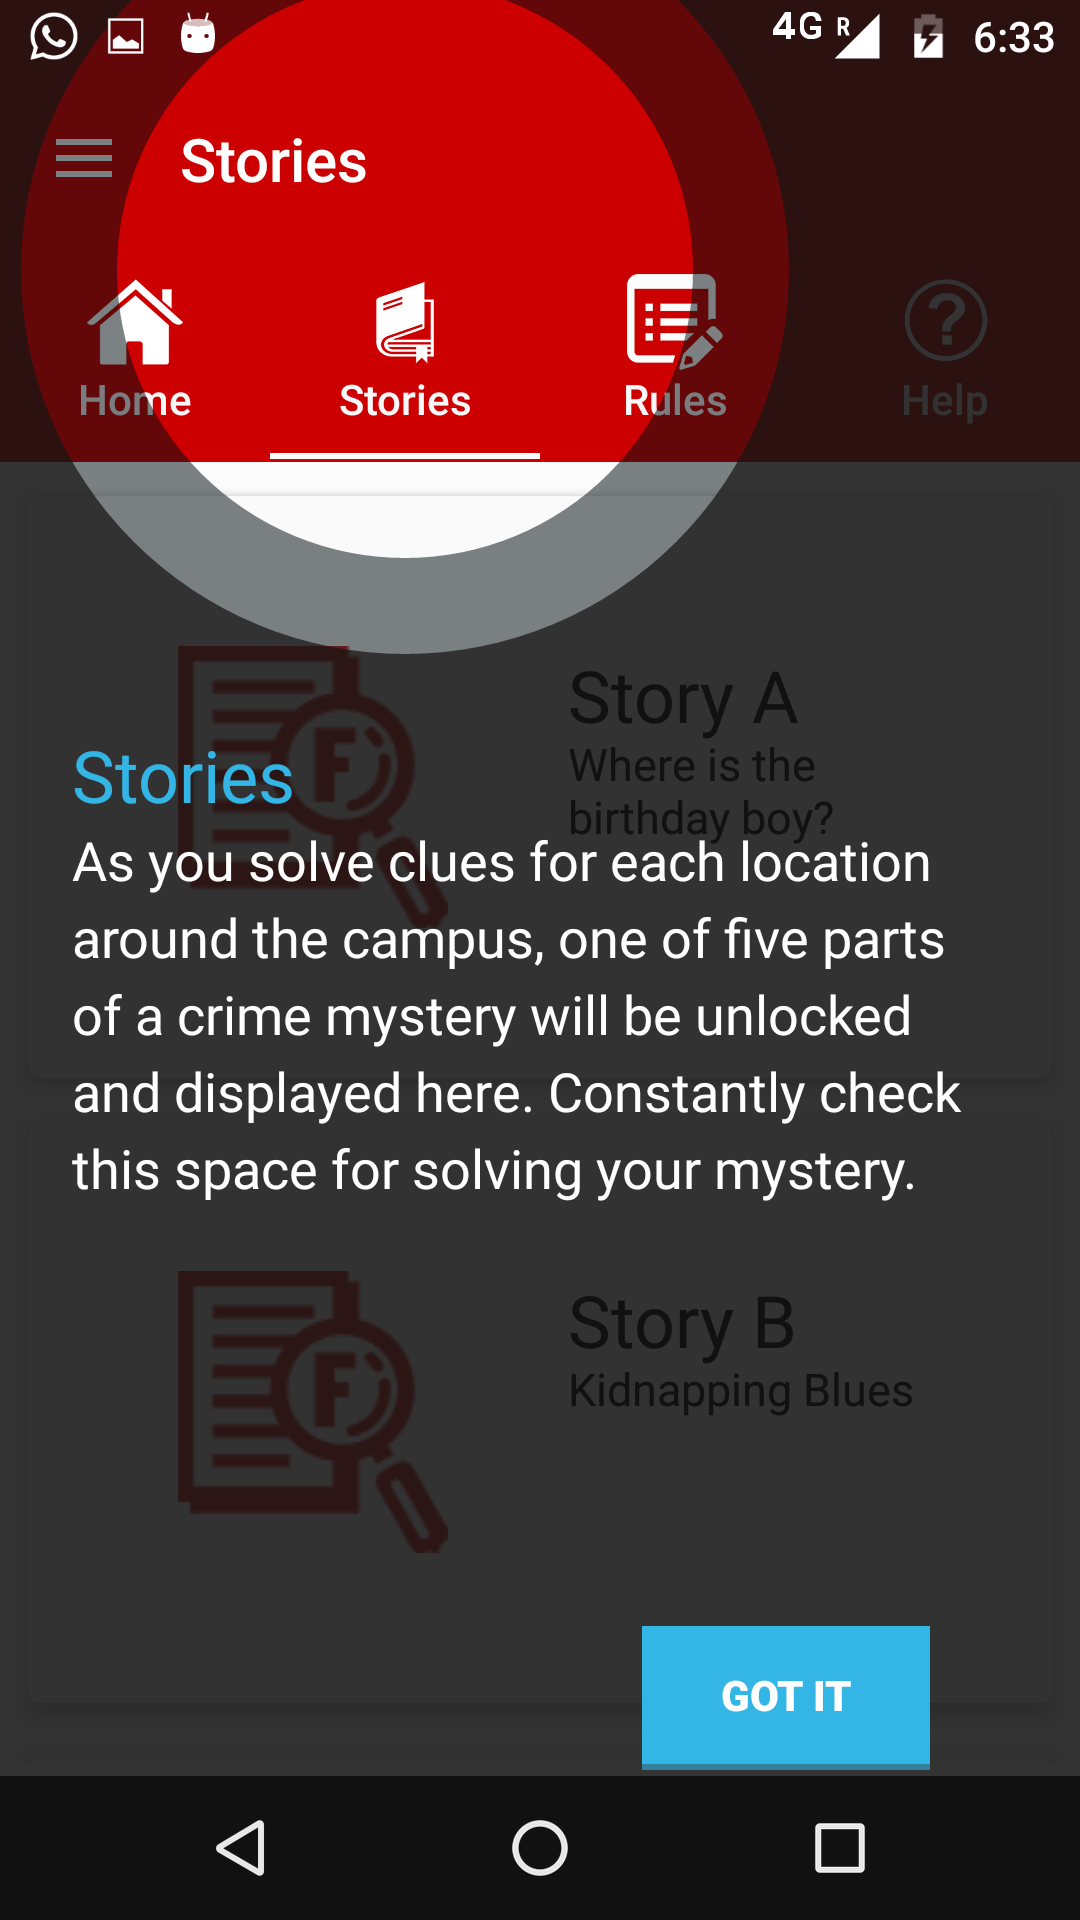 4G R 6:33
Stories
Home Stories Rules Help
Story A
Where is the
birthday boy?
Stories
As you solve clues for each location
around the campus, one of five parts
of a crime mystery will be unlocked
and displayed here. Constantly check
this space for solving your mystery.
F
Story B
Kidnapping Blues
F
GOT IT